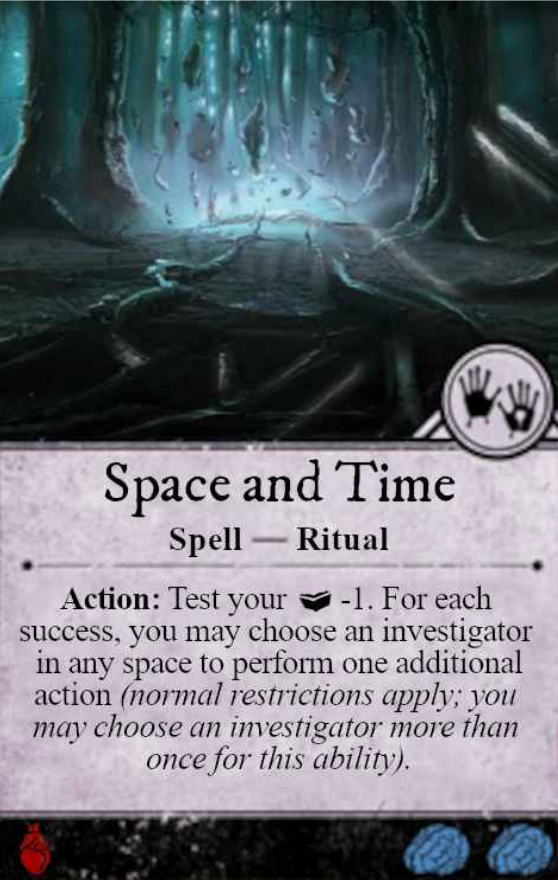 Space and Time
Spell — Ritual
Action: Test your -1. For each
success, you may choose an investigator
in any space to perform one additional
action (normal restrictions apply; you
may choose an investigator more than
once for this ability).